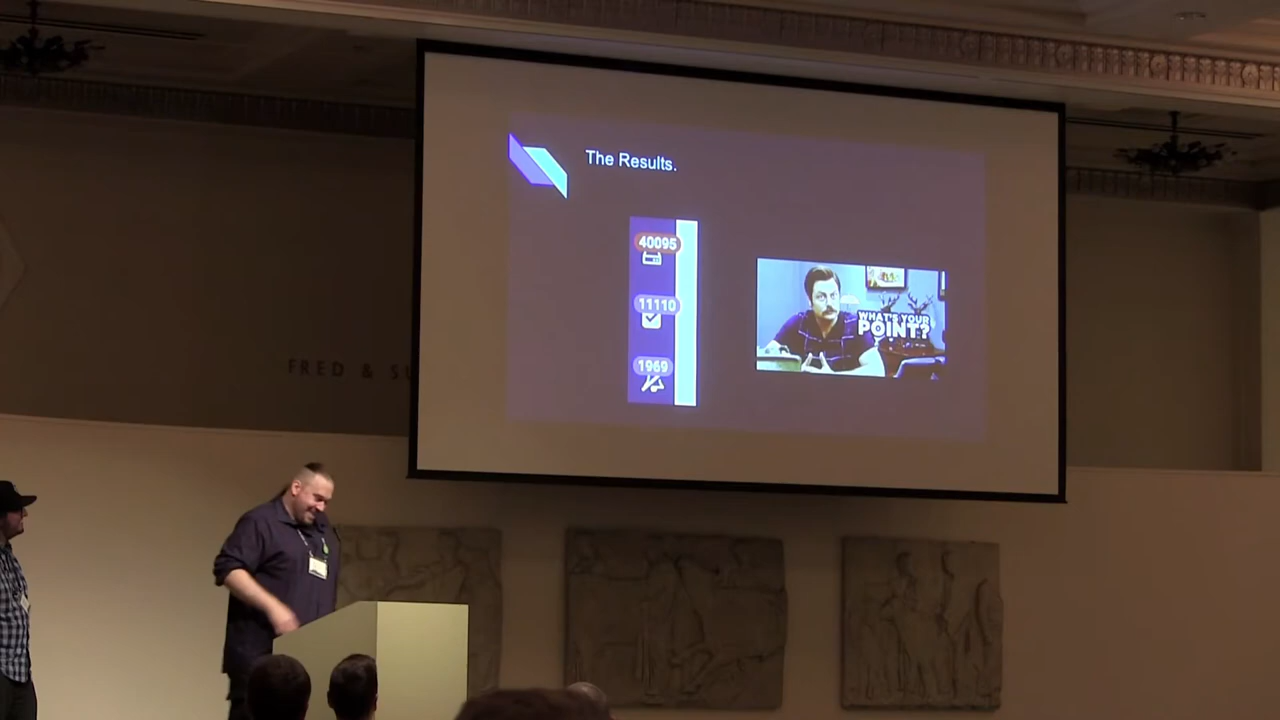 The Results.
40095
11110
1969
WHAT'S YOUR
POINT?
FRED & SU